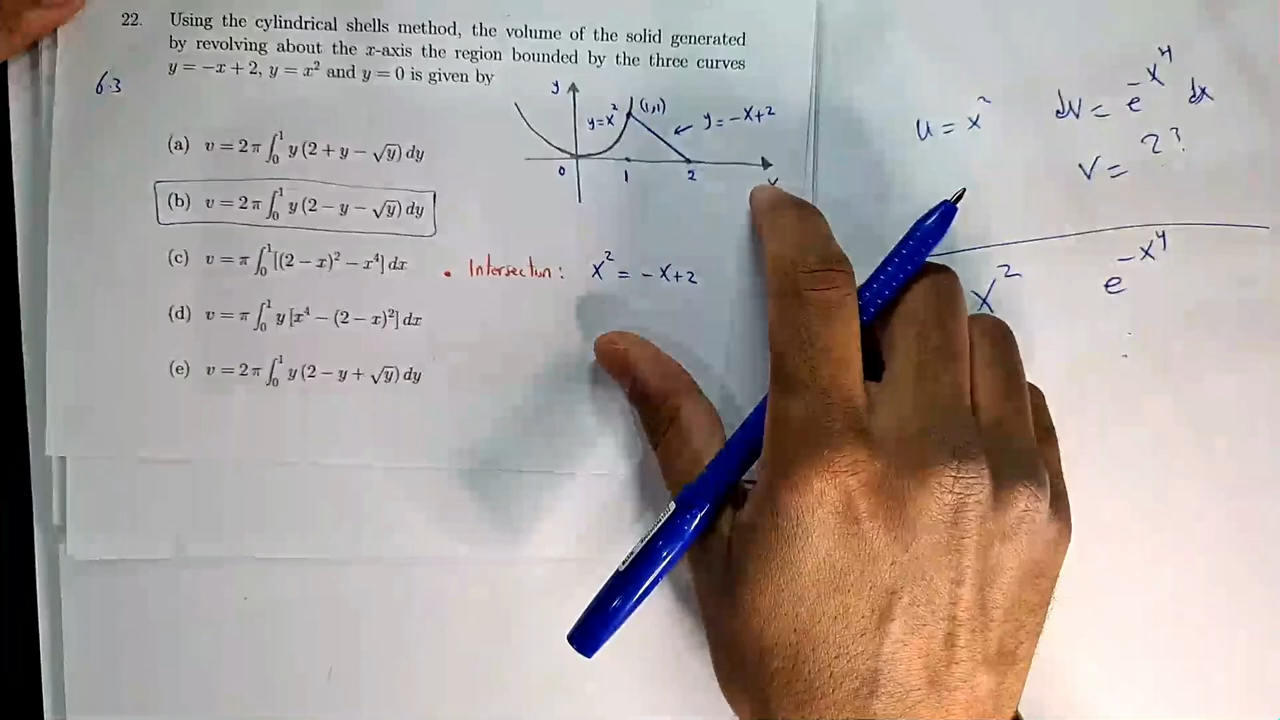 22. Using the cylindrical shells method, the volume of the solid generated
by revolving about the x-axis the region bounded by the three curves
y = −x + 2, y = x² and y = 0 is given by
6.3
(a) v = 2π ∫₀¹ y (2 + y − √y) dy
(b) v = 2π ∫₀¹ y (2 − y − √y) dy
(c) v = π ∫₀¹ [(2 − x)² − x⁴] dx
(d) v = π ∫₀¹ y [x⁴ − (2 − x)²] dx
(e) v = 2π ∫₀¹ y (2 − y + √y) dy
y
y=x²
(1,1)
y=-x+2
0
1
2
• Intersection: x² = -x+2
u = x²
dv = e^{-x⁴} dx
v = ??
x²
e^{-x⁴}